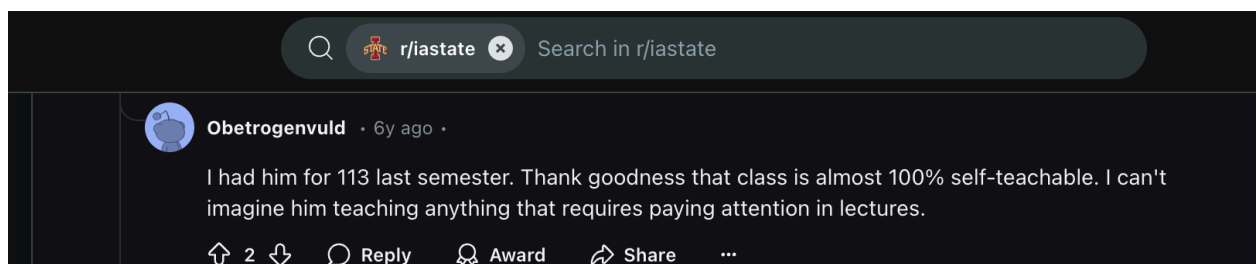 STATE r/iastate Search in r/iastate
Obetrogenvuld • 6y ago •
I had him for 113 last semester. Thank goodness that class is almost 100% self-teachable. I can't
imagine him teaching anything that requires paying attention in lectures.
2 Reply Award Share ...